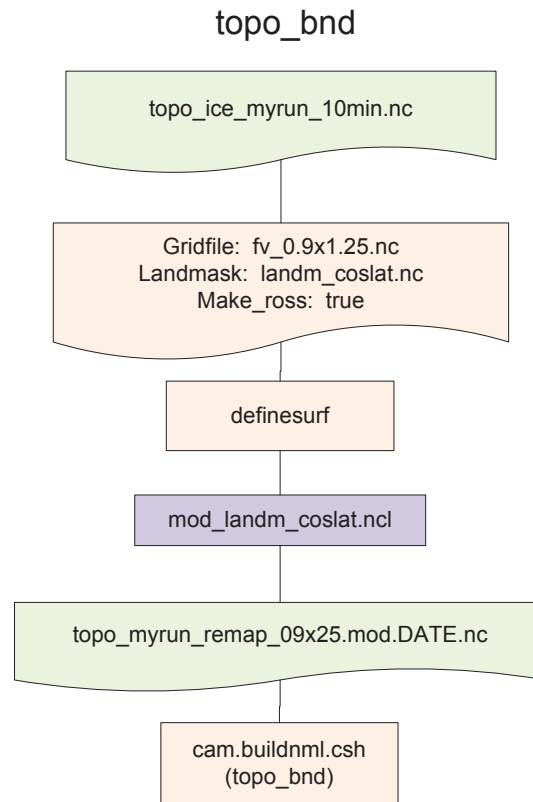 topo_bnd
topo_ice_myrun_10min.nc
Gridfile: fv_0.9x1.25.nc
Landmask: landm_coslat.nc
Make_ross: true
definesurf
mod_landm_coslat.ncl
topo_myrun_remap_09x25.mod.DATE.nc
cam.buildnml.csh
(topo_bnd)